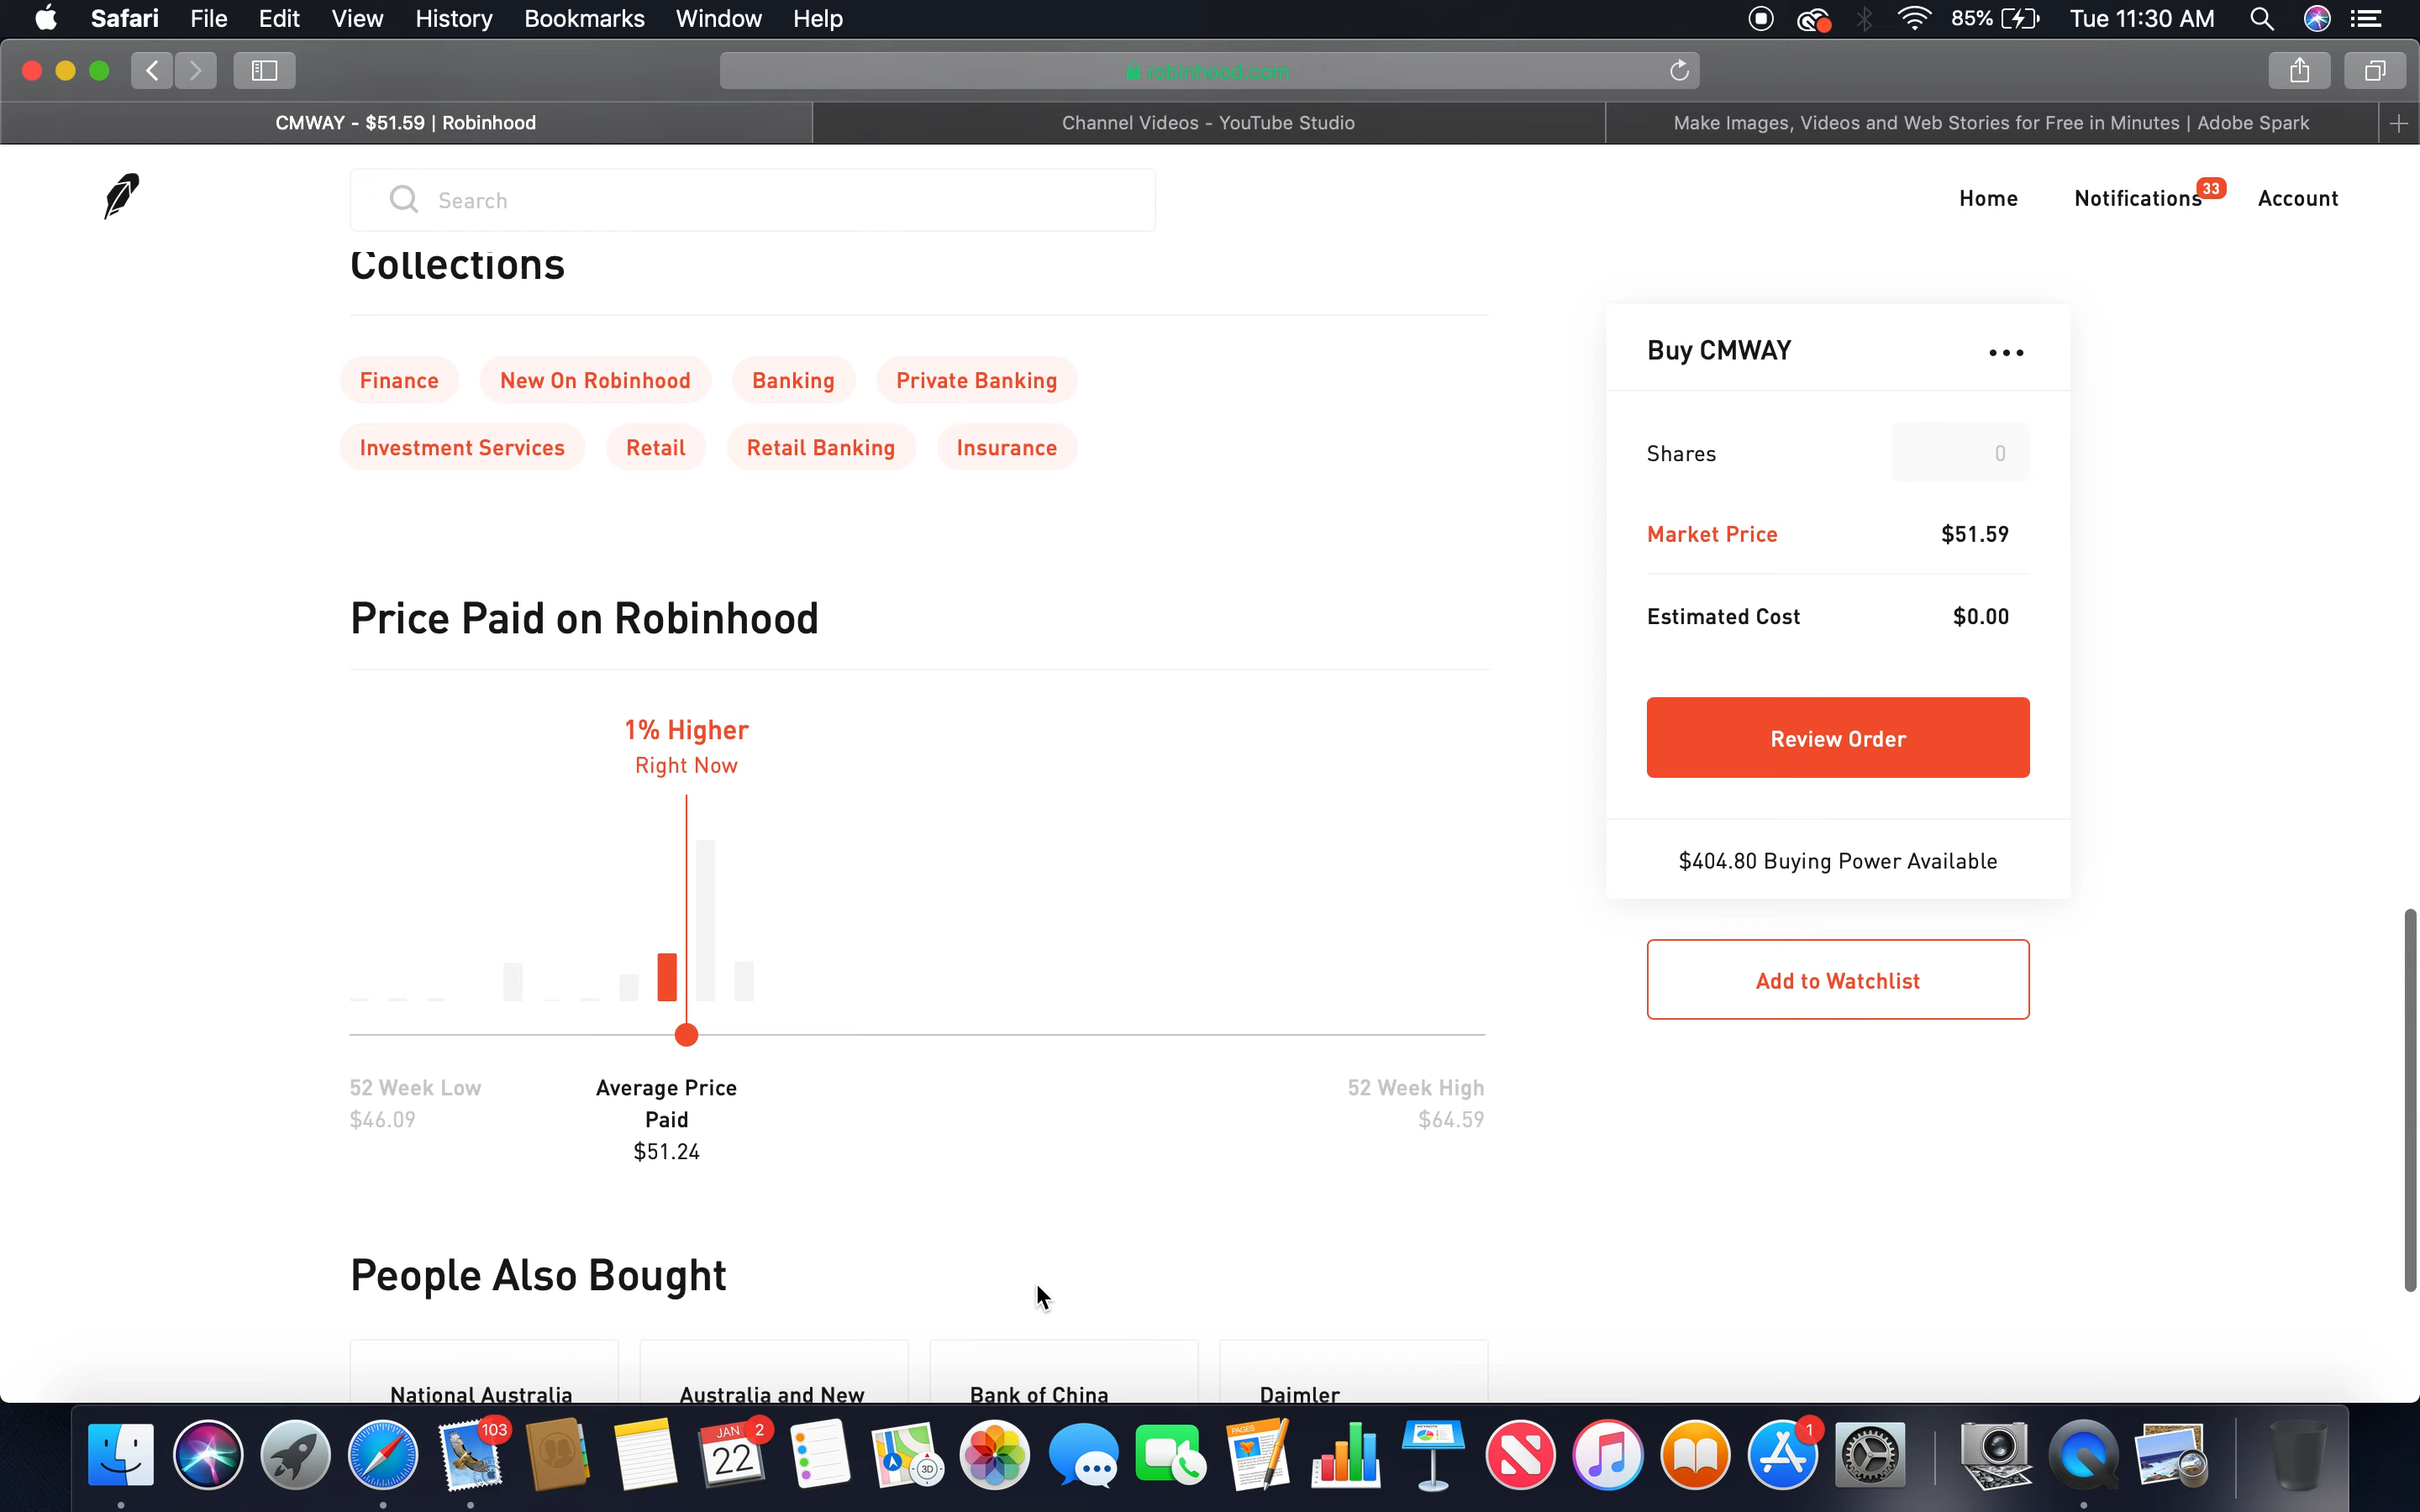 Safari File Edit View History Bookmarks Window Help 85% Tue 11:30 AM
robinhood.com
CMWAY - $51.59 | Robinhood
Channel Videos - YouTube Studio
Make Images, Videos and Web Stories for Free in Minutes | Adobe Spark
Search
Home Notifications 33 Account
Collections
Finance New On Robinhood Banking Private Banking
Investment Services Retail Retail Banking Insurance
Price Paid on Robinhood
1% Higher
Right Now
52 Week Low
$46.09
Average Price
Paid
$51.24
52 Week High
$64.59
People Also Bought
National Australia
Australia and New
Bank of China
Daimler
Buy CMWAY
Shares 0
Market Price $51.59
Estimated Cost $0.00
Review Order
$404.80 Buying Power Available
Add to Watchlist
103
JAN 2
22
3D
PAGES
1